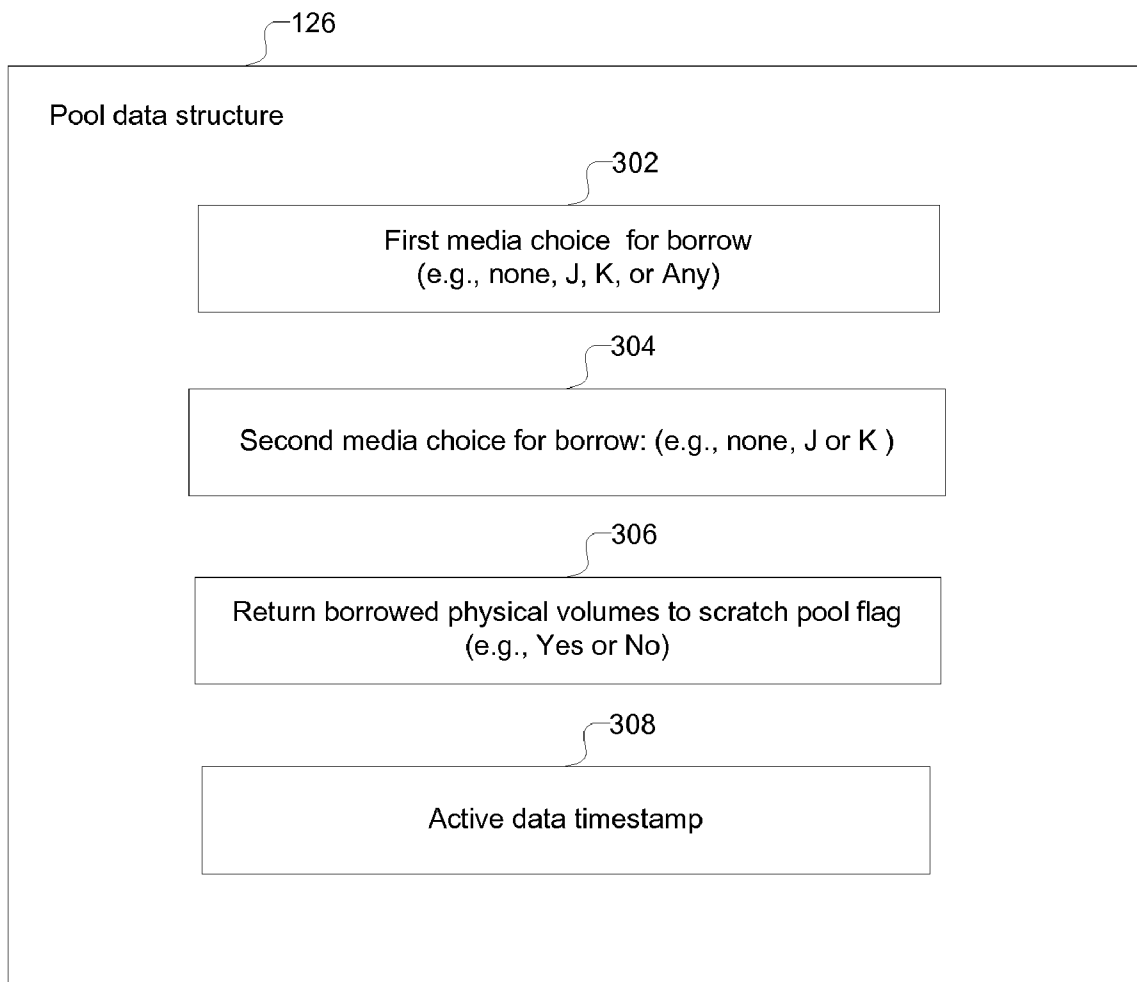 126
Pool data structure
302
First media choice for borrow
(e.g., none, J, K, or Any)
304
Second media choice for borrow: (e.g., none, J or K )
306
Return borrowed physical volumes to scratch pool flag
(e.g., Yes or No)
308
Active data timestamp